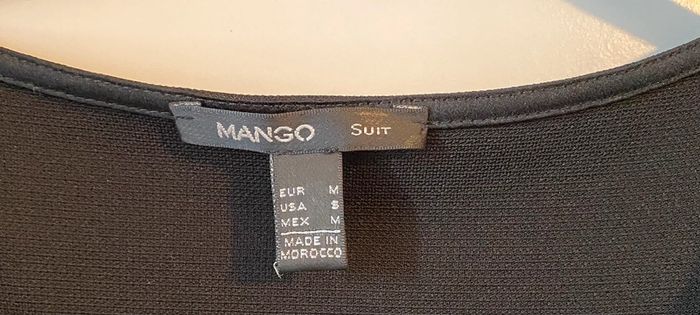 MANGO SUIT
EUR M
USA S
MEX M
MADE IN
MOROCCO